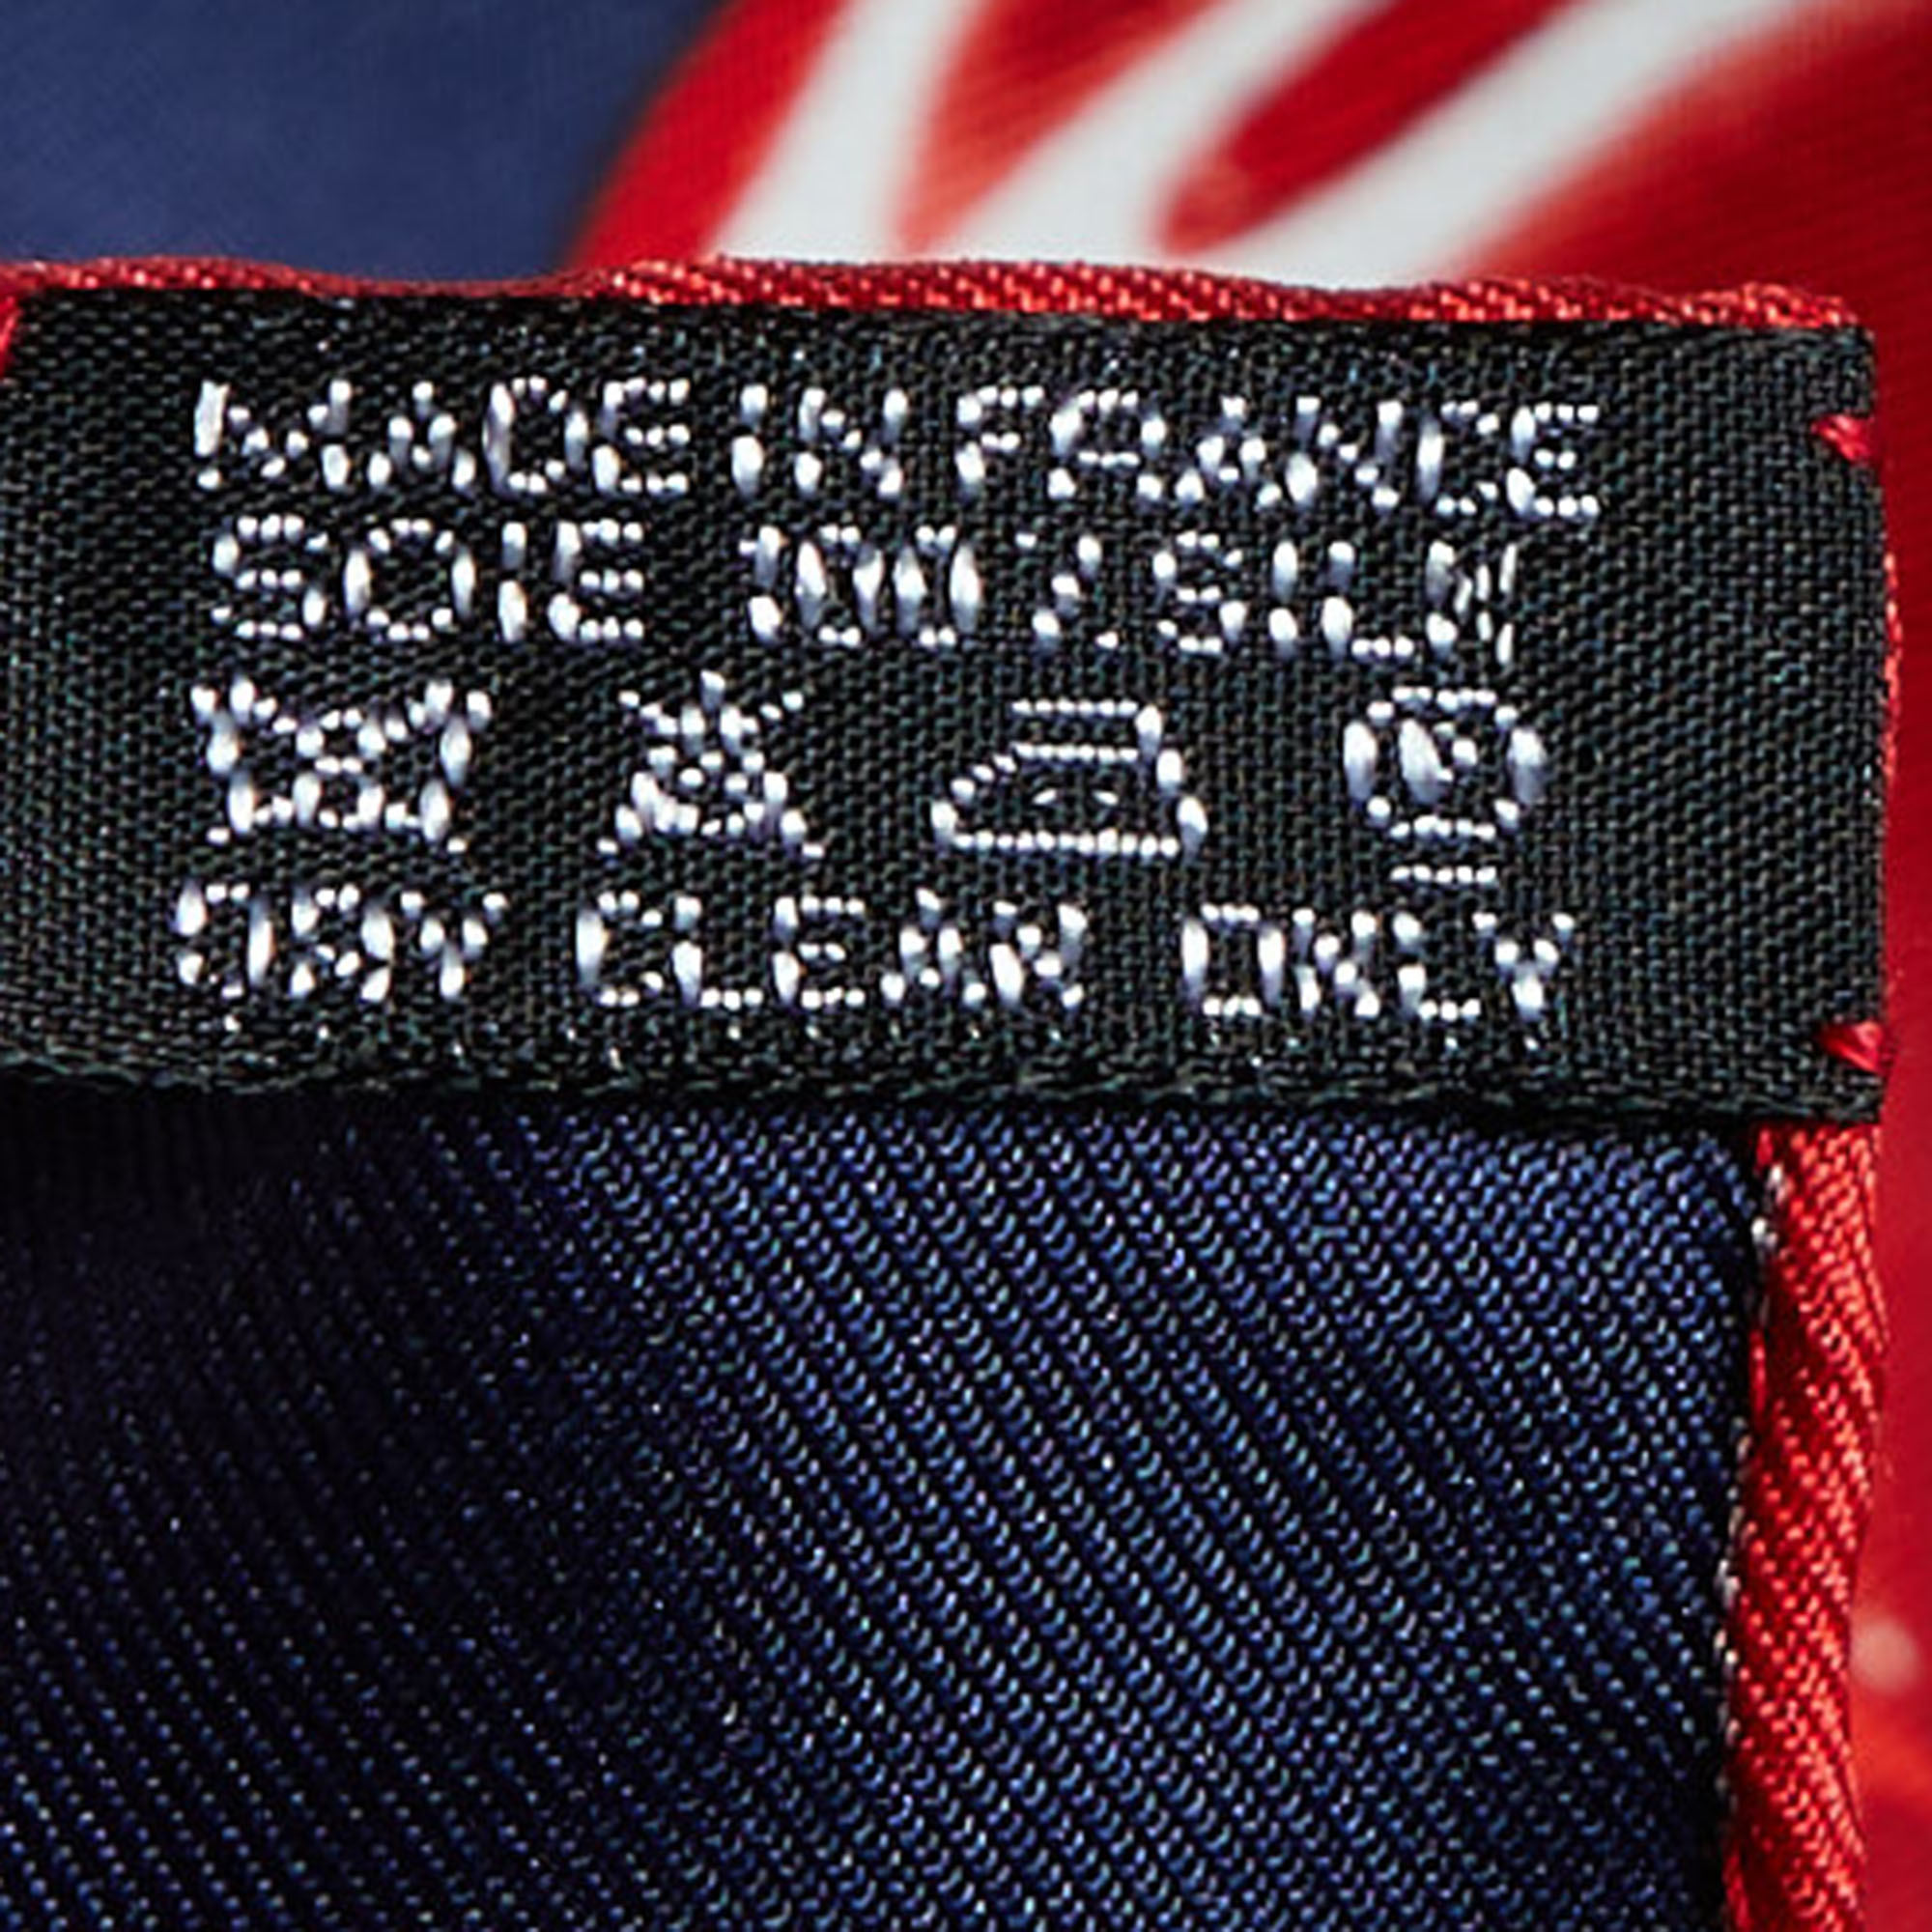 MADE IN FRANCE
SOIE 100% SILK
DRY CLEAN ONLY